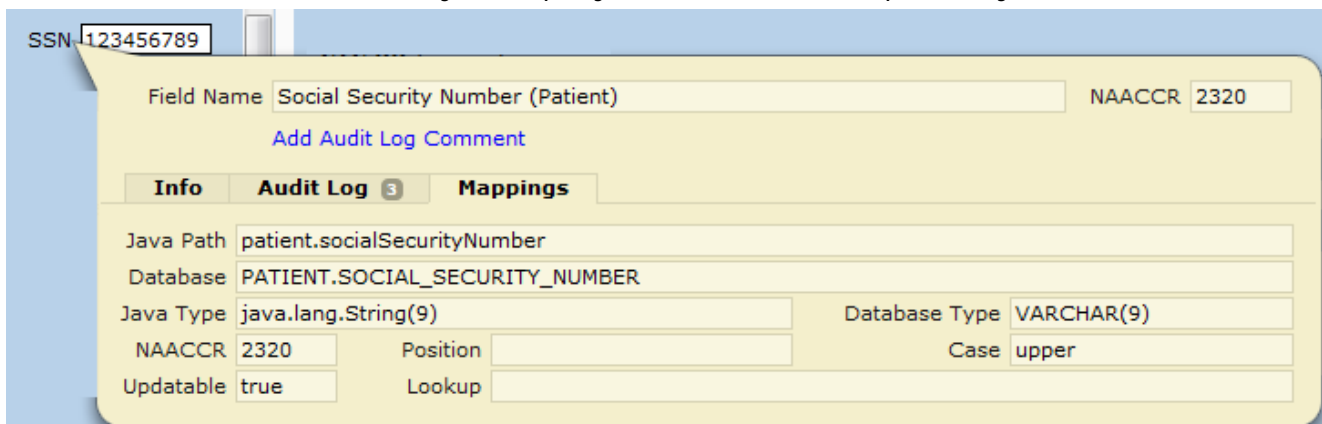 SSN 123456789
Field Name Social Security Number (Patient) NAACCR 2320
Add Audit Log Comment
Info Audit Log 3 Mappings
Java Path patient.socialSecurityNumber
Database PATIENT.SOCIAL_SECURITY_NUMBER
Java Type java.lang.String(9) Database Type VARCHAR(9)
NAACCR 2320 Position Case upper
Updatable true Lookup